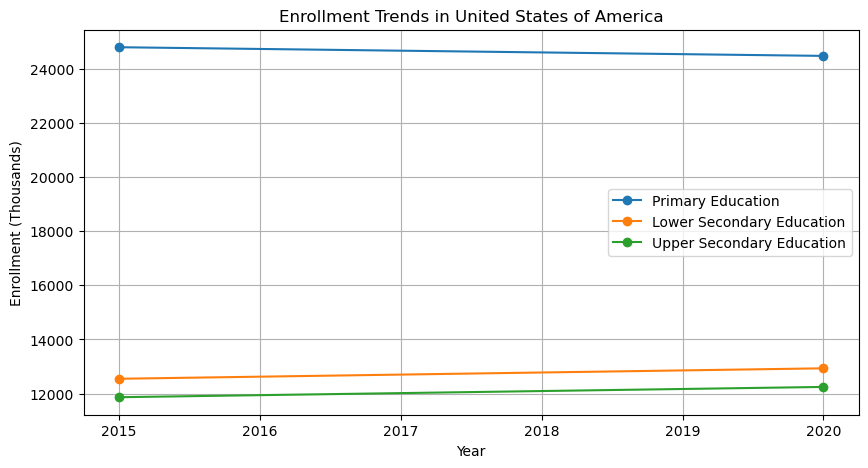 Enrollment Trends in United States of America
Enrollment (Thousands)
24000
22000
20000
18000
16000
14000
12000
Primary Education
Lower Secondary Education
Upper Secondary Education
2015 2016 2017 2018 2019 2020
Year